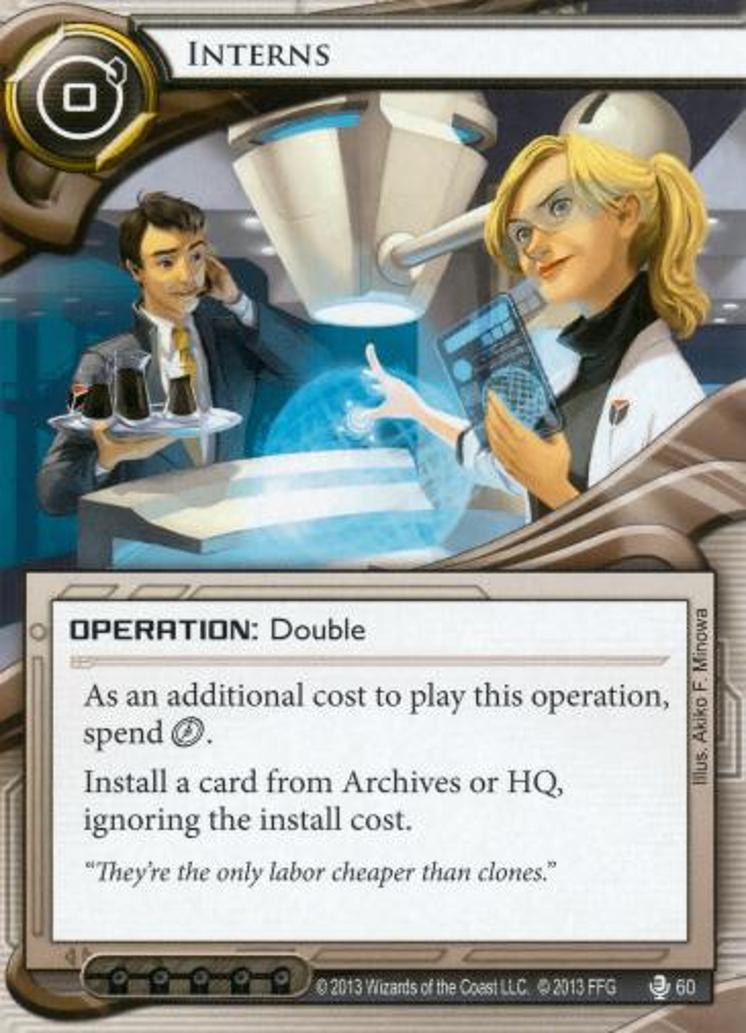 INTERNS
0
OPERATION: Double
As an additional cost to play this operation,
spend .
Install a card from Archives or HQ,
ignoring the install cost.
“They’re the only labor cheaper than clones.”
Illus. Akiko F. Minowa
© 2013 Wizards of the Coast LLC. © 2013 FFG
60